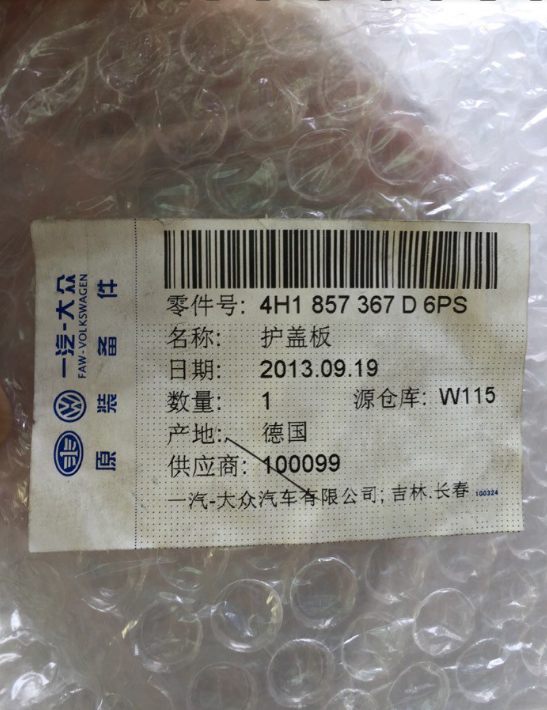 一汽-大众
FAW-VOLKSWAGEN
原装备件
零件号: 4H1 857 367 D 6PS
名称: 护盖板
日期: 2013.09.19
数量: 1 源仓库: W115
产地: 德国
供应商: 100099
一汽-大众汽车有限公司; 吉林.长春 100324